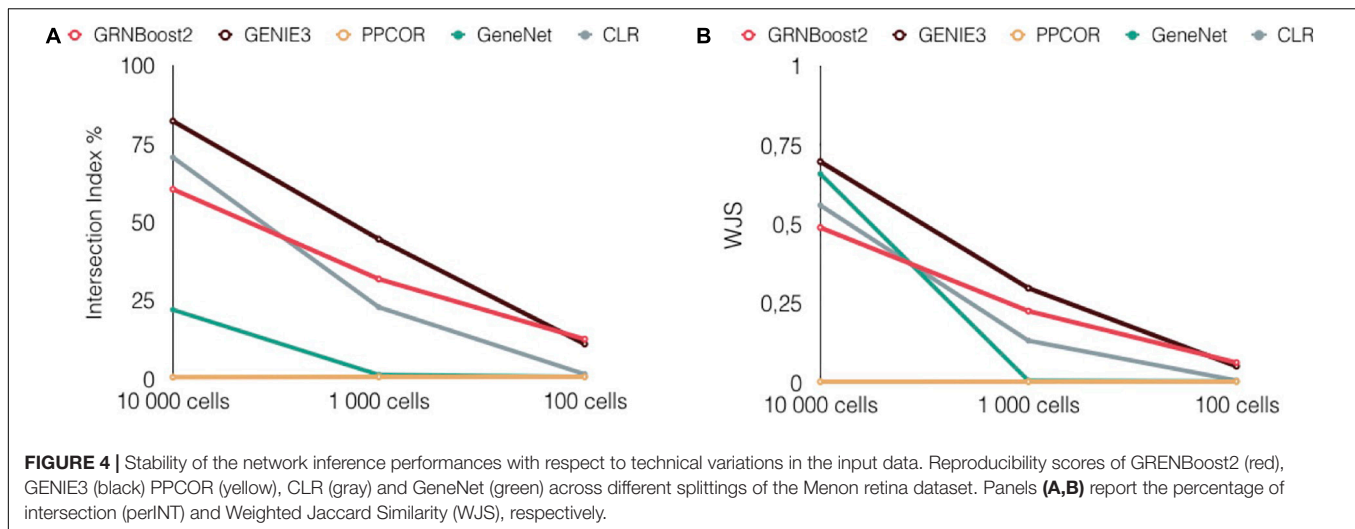 A GRNBoost2 GENIE3 PPCOR GeneNet CLR
100
75
50
25
0
Intersection Index %
10 000 cells 1 000 cells 100 cells
B GRNBoost2 GENIE3 PPCOR GeneNet CLR
1
0,75
0,5
0,25
0
WJS
10 000 cells 1 000 cells 100 cells
FIGURE 4 | Stability of the network inference performances with respect to technical variations in the input data. Reproducibility scores of GRENBoost2 (red),
GENIE3 (black) PPCOR (yellow), CLR (gray) and GeneNet (green) across different splittings of the Menon retina dataset. Panels (A,B) report the percentage of
intersection (perINT) and Weighted Jaccard Similarity (WJS), respectively.